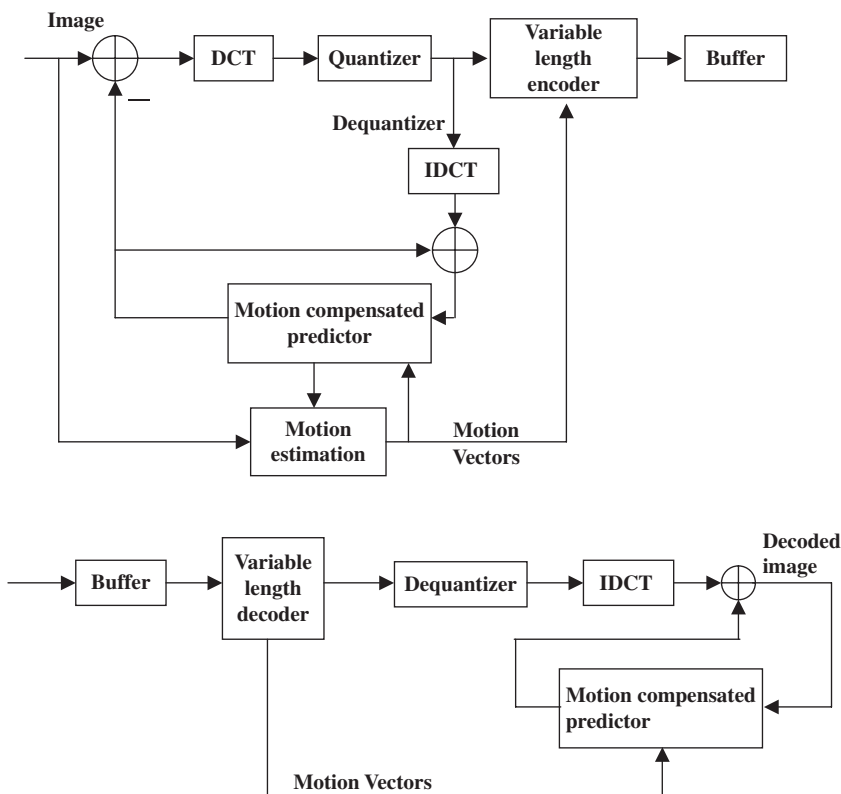 Image
DCT
Quantizer
Variable
length
encoder
Buffer
Dequantizer
IDCT
Motion compensated
predictor
Motion
estimation
Motion
Vectors
Buffer
Variable
length
decoder
Dequantizer
IDCT
Decoded
image
Motion compensated
predictor
Motion Vectors